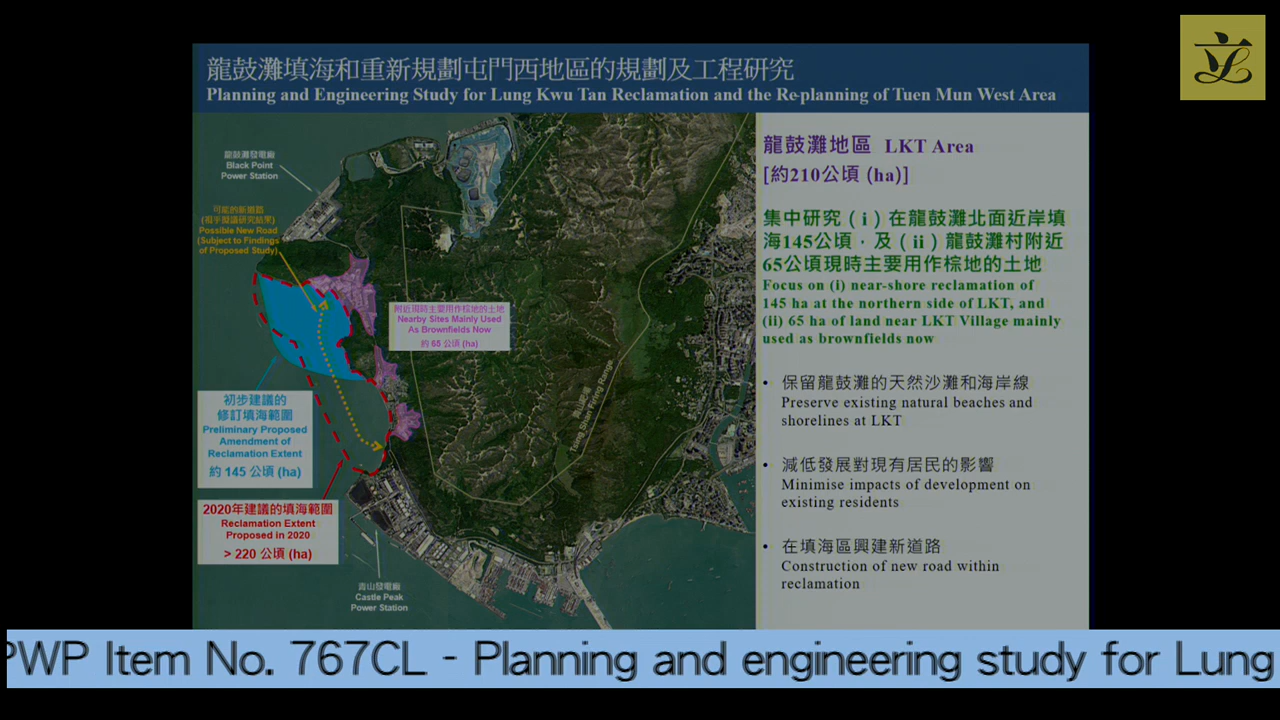 立
龍鼓灘填海和重新規劃屯門西地區的規劃及工程研究
Planning and Engineering Study for Lung Kwu Tan Reclamation and the Re-planning of Tuen Mun West Area
龍鼓灘發電廠
Black Point
Power Station
可能的新道路
(視乎擬議研究結果)
Possible New Road
(Subject to Findings
of Proposed Study)
附近現時主要用作棕地的土地
Nearby Sites Mainly Used
As Brownfields Now
約 65 公頃 (ha)
Tsing Shan Firing Range
初步建議的
修訂填海範圍
Preliminary Proposed
Amendment of
Reclamation Extent
約 145 公頃 (ha)
2020年建議的填海範圍
Reclamation Extent
Proposed in 2020
> 220 公頃 (ha)
青山發電廠
Castle Peak
Power Station
龍鼓灘地區 LKT Area
[約210公頃 (ha)]
集中研究 ( i ) 在龍鼓灘北面近岸填
海145公頃，及 ( ii ) 龍鼓灘村附近
65公頃現時主要用作棕地的土地
Focus on (i) near-shore reclamation of
145 ha at the northern side of LKT, and
(ii) 65 ha of land near LKT Village mainly
used as brownfields now
• 保留龍鼓灘的天然沙灘和海岸線
Preserve existing natural beaches and
shorelines at LKT
• 減低發展對現有居民的影響
Minimise impacts of development on
existing residents
• 在填海區興建新道路
Construction of new road within
reclamation
PWP Item No. 767CL - Planning and engineering study for Lung